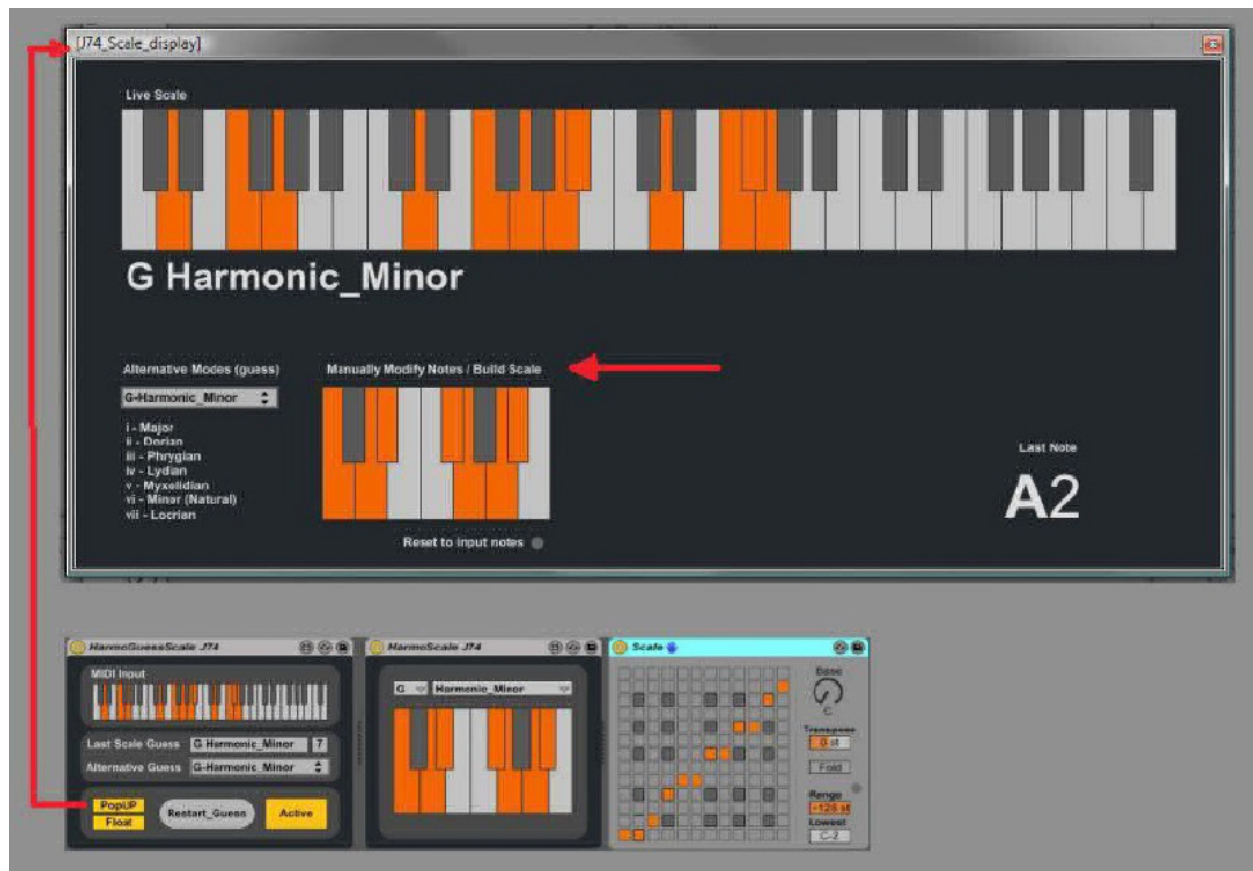 [J74_Scale_display]
Live Scale
G Harmonic_Minor
Alternative Modes (guess)
Manually Modify Notes / Build Scale
G-Harmonic_Minor
i - Major
ii - Dorian
iii - Phrygian
iv - Lydian
v - Myxolidian
vi - Minor (Natural)
vii - Locrian
Reset to input notes
Last Note
A2
HarmoGuessScale J74
HarmoScale J74
Scale
MIDI Input
Last Scale Guess G Harmonic_Minor 7
Alternative Guess G-Harmonic_Minor
PopUP
Float
Restart_Guess
Active
G Harmonic_Minor
Base
C
Transpose
0 st
Fold
Range
+128 st
Lowest
C-2